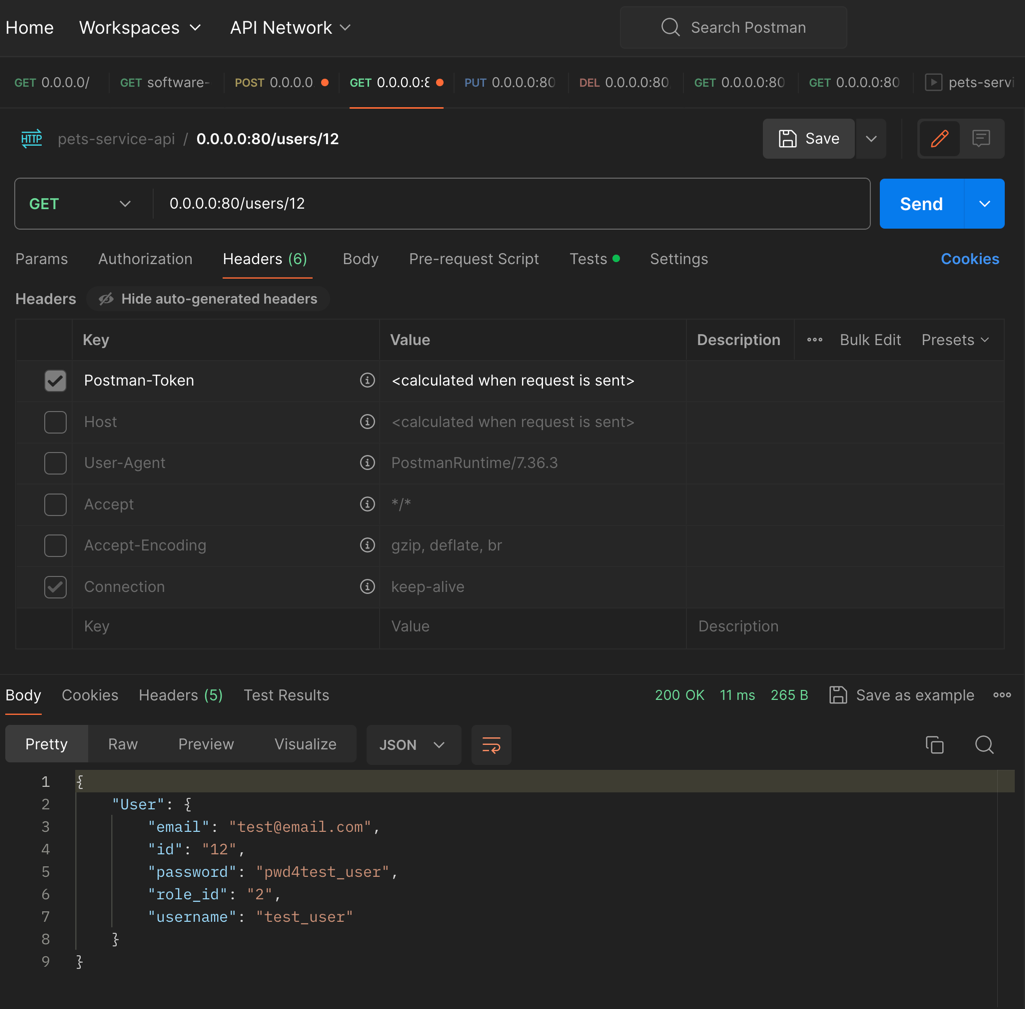 Home Workspaces API Network Search Postman
GET 0.0.0.0/ GET software- POST 0.0.0.0 GET 0.0.0.0:8 PUT 0.0.0.0:80 DEL 0.0.0.0:80 GET 0.0.0.0:80 GET 0.0.0.0:80 pets-servi
HTTP pets-service-api / 0.0.0.0:80/users/12 Save
GET 0.0.0.0:80/users/12 Send
Params Authorization Headers (6) Body Pre-request Script Tests Settings Cookies
Headers Hide auto-generated headers
Key Value Description Bulk Edit Presets
Postman-Token <calculated when request is sent>
Host <calculated when request is sent>
User-Agent PostmanRuntime/7.36.3
Accept */*
Accept-Encoding gzip, deflate, br
Connection keep-alive
Key Value Description
Body Cookies Headers (5) Test Results 200 OK 11 ms 265 B Save as example
Pretty Raw Preview Visualize JSON
1 {
2 "User": {
3 "email": "test@email.com",
4 "id": "12",
5 "password": "pwd4test_user",
6 "role_id": "2",
7 "username": "test_user"
8 }
9 }